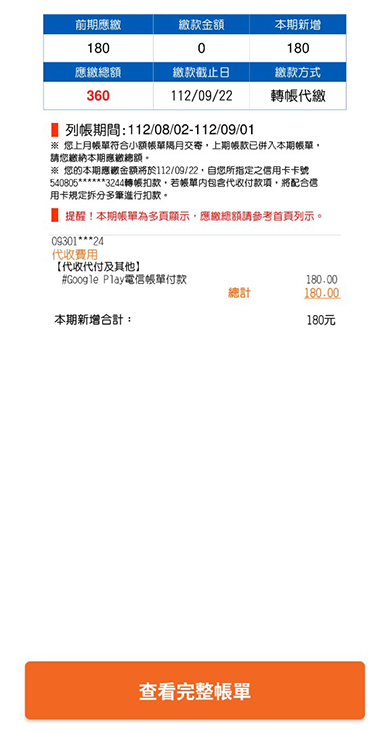 前期應繳 繳款金額 本期新增
180 0 180
應繳總額 繳款截止日 繳款方式
360 112/09/22 轉帳代繳
列帳期間:112/08/02-112/09/01
※ 您上月帳單符合小額帳單隔月交寄，上期帳款已併入本期帳單，
請您繳納本期應繳總額。
※ 您的本期應繳金額將於112/09/22，自您所指定之信用卡卡號
540805******3244轉帳扣款，若帳單內包含代收付款項，將配合信
用卡規定拆分多筆進行扣款。
提醒！本期帳單為多頁顯示，應繳總額請參考首頁列示。
09301***24
代收費用
【代收代付及其他】
#Google Play電信帳單付款 180.00
總計 180.00
本期新增合計： 180元
查看完整帳單